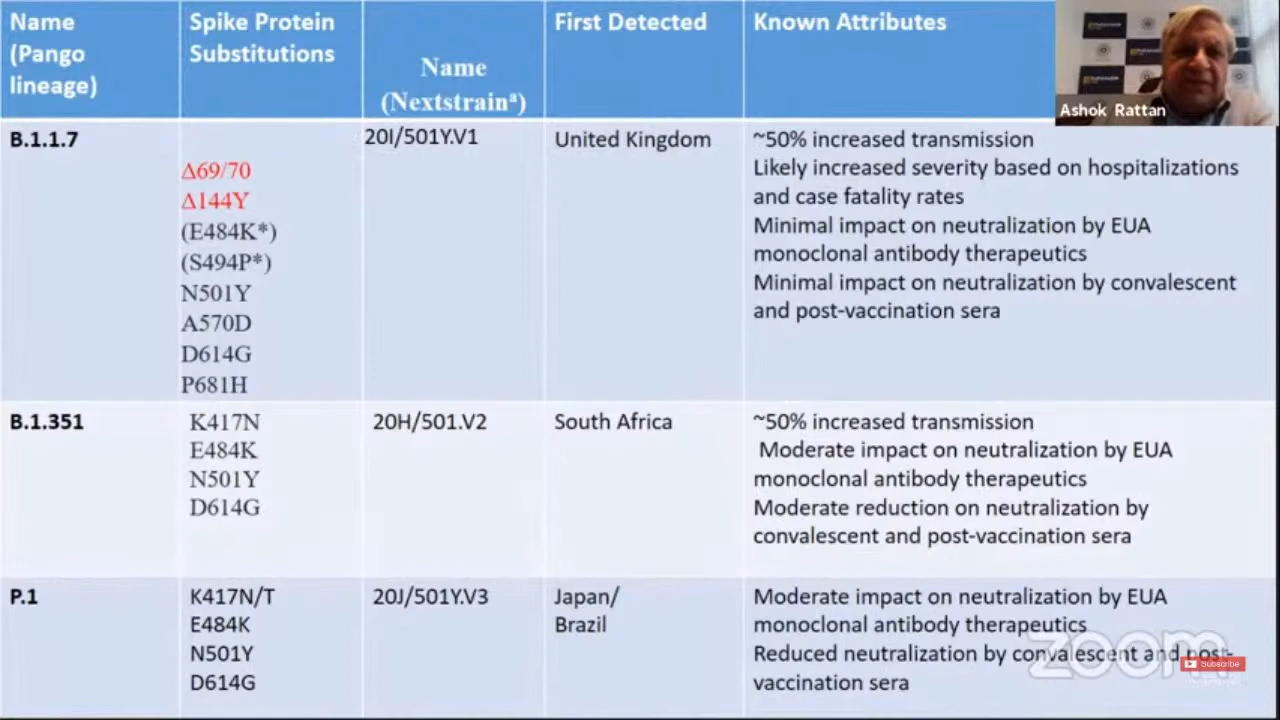 Name
(Pango
lineage)
Spike Protein
Substitutions
Name
(Nextstrainᵃ)
First Detected
Known Attributes
Ashok Rattan
B.1.1.7
Δ69/70
Δ144Y
(E484K*)
(S494P*)
N501Y
A570D
D614G
P681H
20I/501Y.V1
United Kingdom
~50% increased transmission
Likely increased severity based on hospitalizations
and case fatality rates
Minimal impact on neutralization by EUA
monoclonal antibody therapeutics
Minimal impact on neutralization by convalescent
and post-vaccination sera
B.1.351
K417N
E484K
N501Y
D614G
20H/501.V2
South Africa
~50% increased transmission
Moderate impact on neutralization by EUA
monoclonal antibody therapeutics
Moderate reduction on neutralization by
convalescent and post-vaccination sera
P.1
K417N/T
E484K
N501Y
D614G
20J/501Y.V3
Japan/
Brazil
Moderate impact on neutralization by EUA
monoclonal antibody therapeutics
Reduced neutralization by convalescent and post-
vaccination sera
zoom
Subscribe